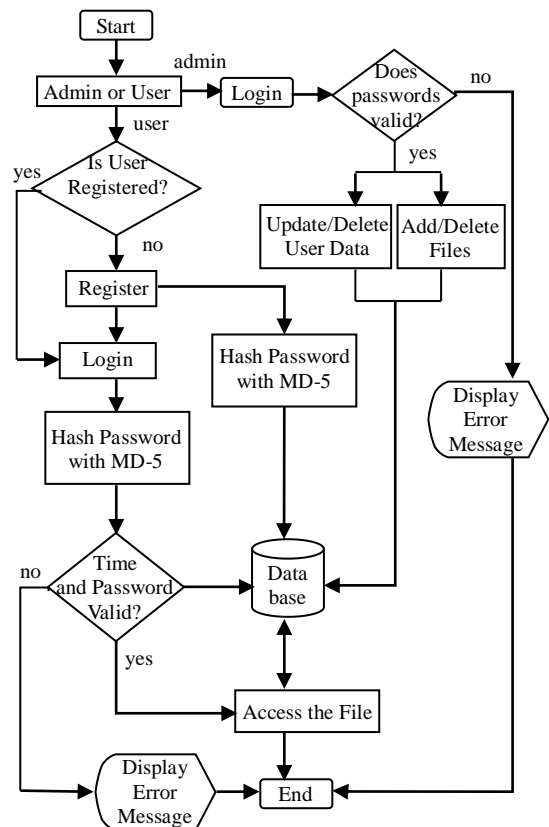 Start
admin
Admin or User
Login
Does
passwords
valid?
no
user
yes
yes
Is User
Registered?
no
Update/Delete
User Data
Add/Delete
Files
Register
Login
Hash Password
with MD-5
Hash Password
with MD-5
Display
Error
Message
no
Time
and Password
Valid?
Data
base
yes
Access the File
Display
Error
Message
End